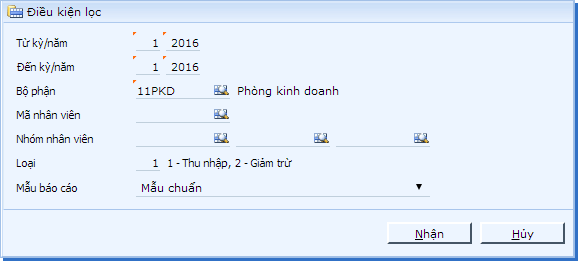 Điều kiện lọc
Từ kỳ/năm 1 2016
Đến kỳ/năm 1 2016
Bộ phận 11PKD Phòng kinh doanh
Mã nhân viên
Nhóm nhân viên
Loại 1 1 - Thu nhập, 2 - Giảm trừ
Mẫu báo cáo Mẫu chuẩn
Nhận Hủy